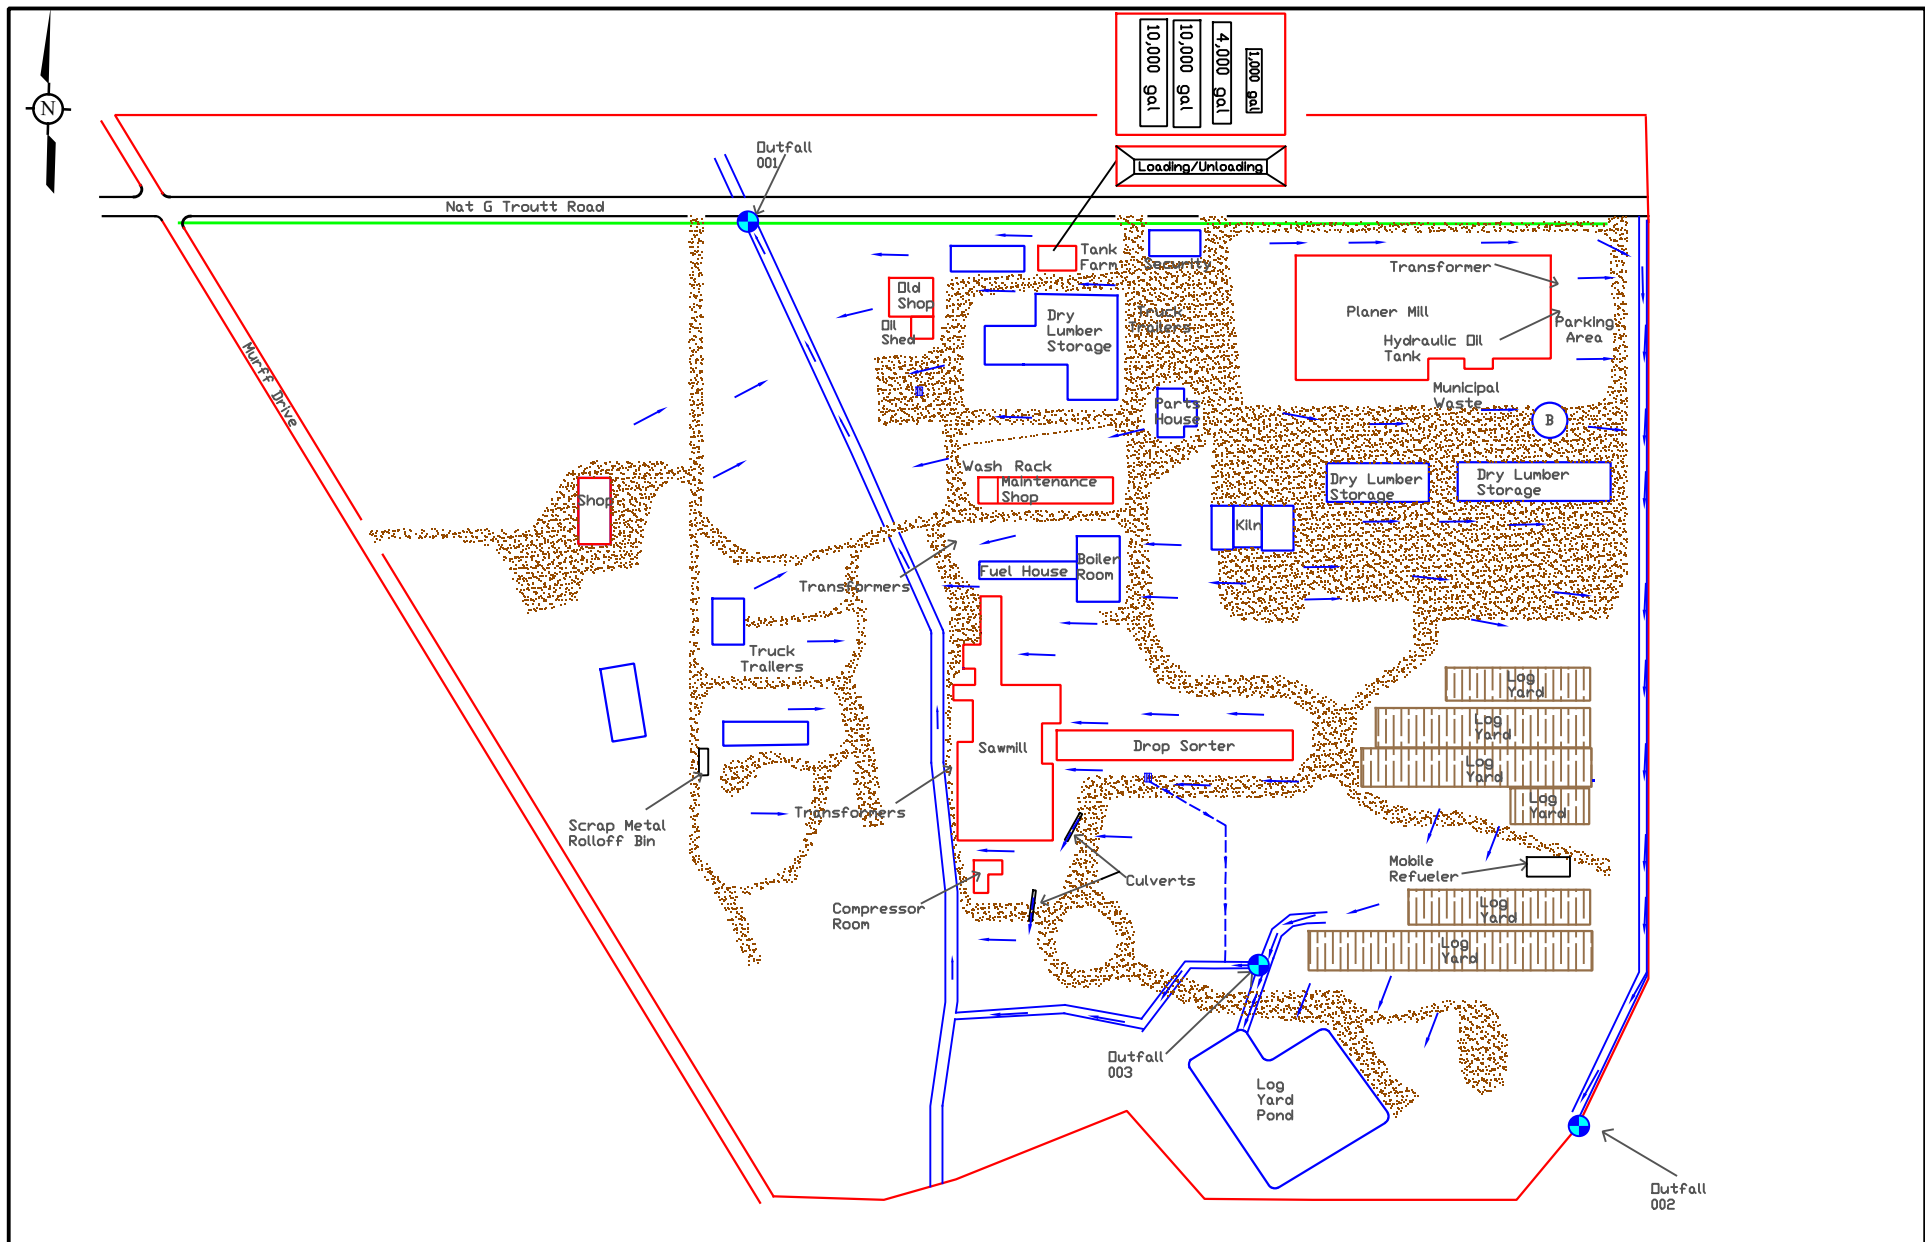 10,000 gal
10,000 gal
4,000 gal
1,000 gal
N
Outfall
001
Loading/Unloading
Nat G Troutt Road
Tank
Farm
Security
Transformer
Old
Shop
Oil
Shed
Dry
Lumber
Storage
Truck
Trailers
Planer Mill
Hydraulic Oil
Tank
Parking
Area
Murff Drive
Municipal
Waste
Parts
House
B
Wash Rack
Maintenance
Shop
Dry Lumber
Storage
Dry Lumber
Storage
Shop
Kiln
Fuel House
Boiler
Room
Transformers
Truck
Trailers
Log
Yard
Log
Yard
Sawmill
Drop Sorter
Log
Yard
Log
Yard
Transformers
Scrap Metal
Rolloff Bin
Mobile
Refueler
Culverts
Compressor
Room
Log
Yard
Log
Yard
Outfall
003
Log
Yard
Pond
Outfall
002